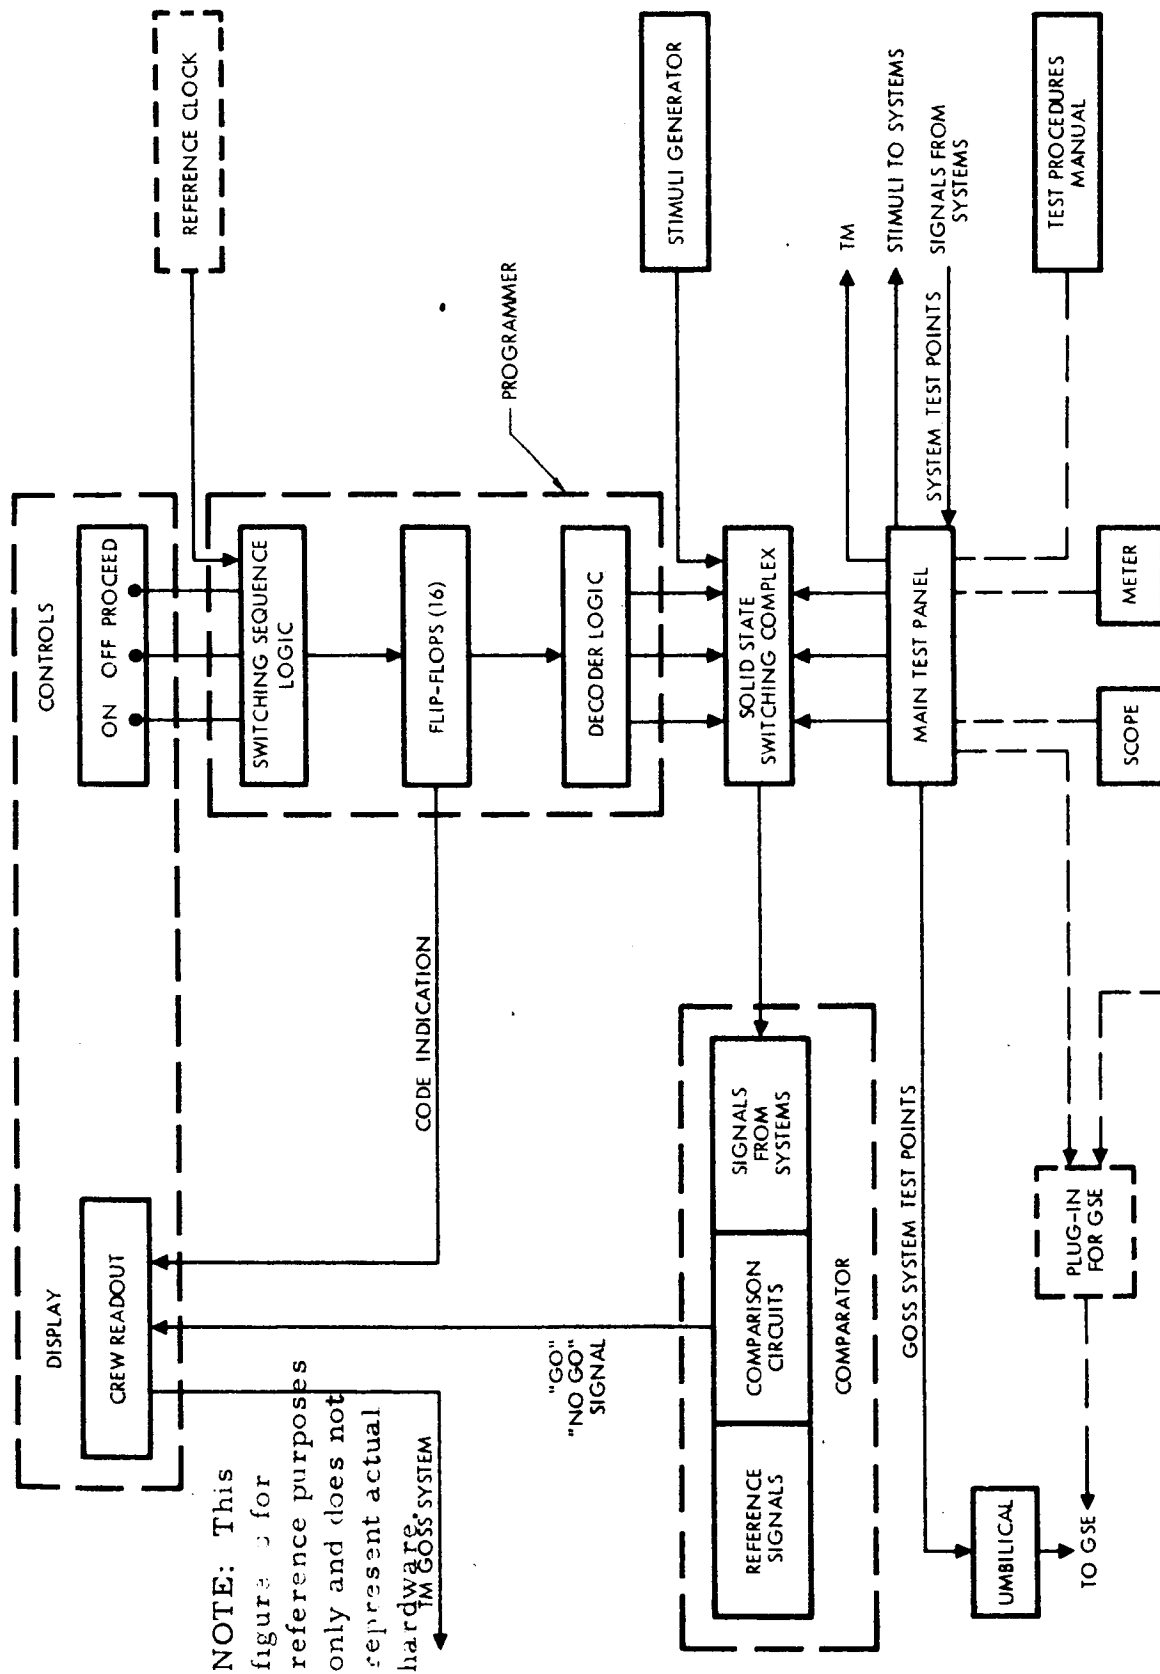 CONTROLS
ON OFF PROCEED
REFERENCE CLOCK
SWITCHING SEQUENCE
LOGIC
FLIP-FLOPS (16)
DECODER LOGIC
PROGRAMMER
STIMULI GENERATOR
SOLID STATE
SWITCHING COMPLEX
TM
STIMULI TO SYSTEMS
SIGNALS FROM
SYSTEMS
SYSTEM TEST POINTS
MAIN TEST PANEL
TEST PROCEDURES
MANUAL
METER
SCOPE
DISPLAY
CREW READOUT
CODE INDICATION
"GO"
"NO GO"
SIGNAL
SIGNALS
FROM
SYSTEMS
COMPARISON
CIRCUITS
REFERENCE
SIGNALS
COMPARATOR
GOSS SYSTEM TEST POINTS
PLUG-IN
FOR GSE
UMBILICAL
TO GSE
TM GOSS SYSTEM
NOTE: This
figure for
reference purposes
only and does not
represent actual
hardware.